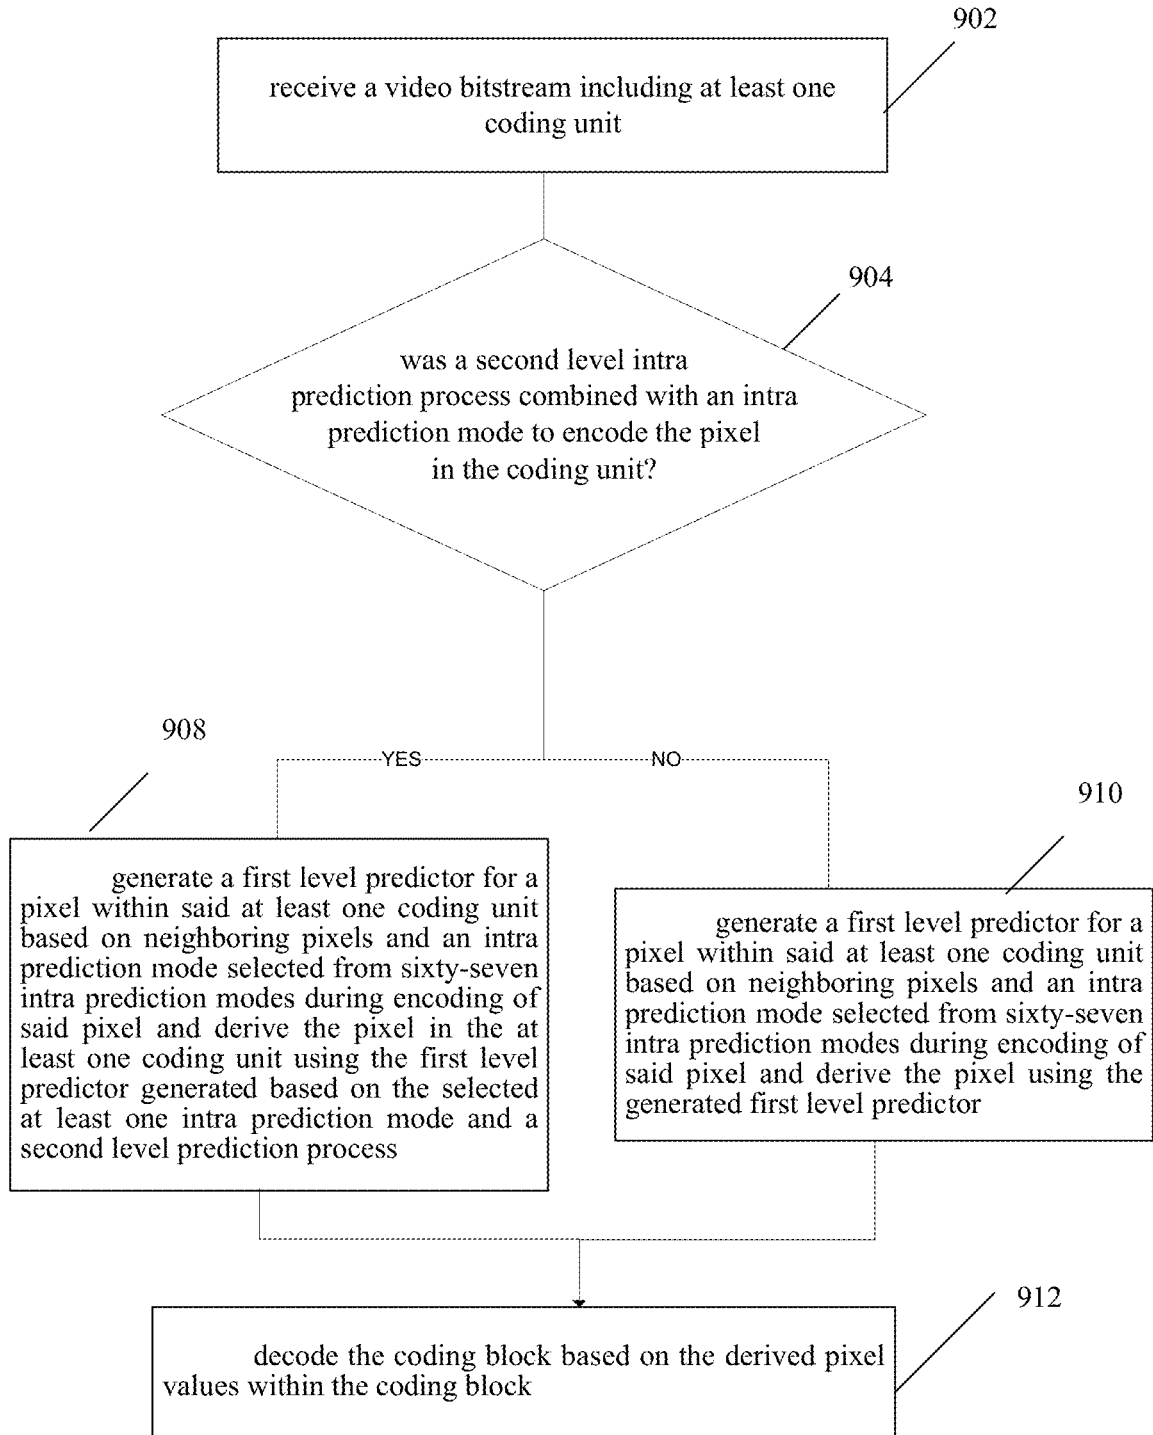 902
receive a video bitstream including at least one
coding unit
904
was a second level intra
prediction process combined with an intra
prediction mode to encode the pixel
in the coding unit?
908
YES
NO
910
generate a first level predictor for a
pixel within said at least one coding unit
based on neighboring pixels and an intra
prediction mode selected from sixty-seven
intra prediction modes during encoding of
said pixel and derive the pixel in the at
least one coding unit using the first level
predictor generated based on the selected
at least one intra prediction mode and a
second level prediction process
generate a first level predictor for a
pixel within said at least one coding unit
based on neighboring pixels and an intra
prediction mode selected from sixty-seven
intra prediction modes during encoding of
said pixel and derive the pixel using the
generated first level predictor
912
decode the coding block based on the derived pixel
values within the coding block